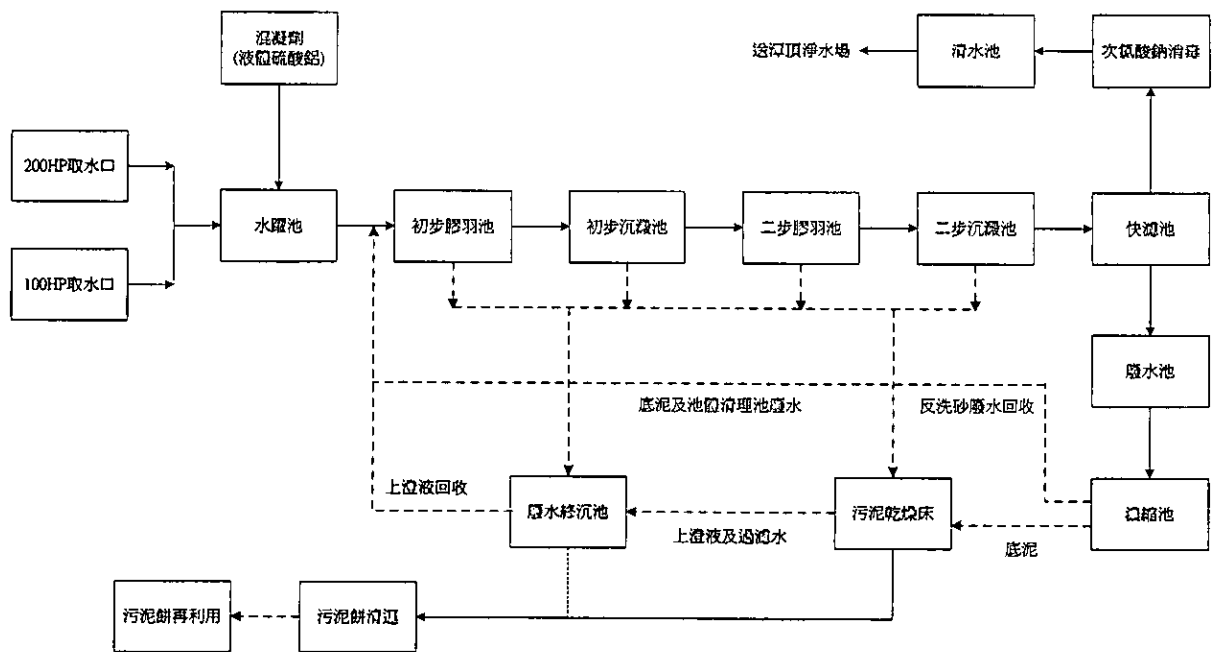 混凝劑
(液體硫酸鋁)
送潭頂淨水場
清水池
次氯酸鈉消毒
200HP取水口
100HP取水口
水躍池
初步膠羽池
初步沉澱池
二步膠羽池
二步沉澱池
快濾池
廢水池
底泥及池體清理池廢水
反洗砂廢水回收
上澄液回收
廢水終沉池
上澄液及過濾水
污泥乾燥床
底泥
濃縮池
污泥餅再利用
污泥餅清運